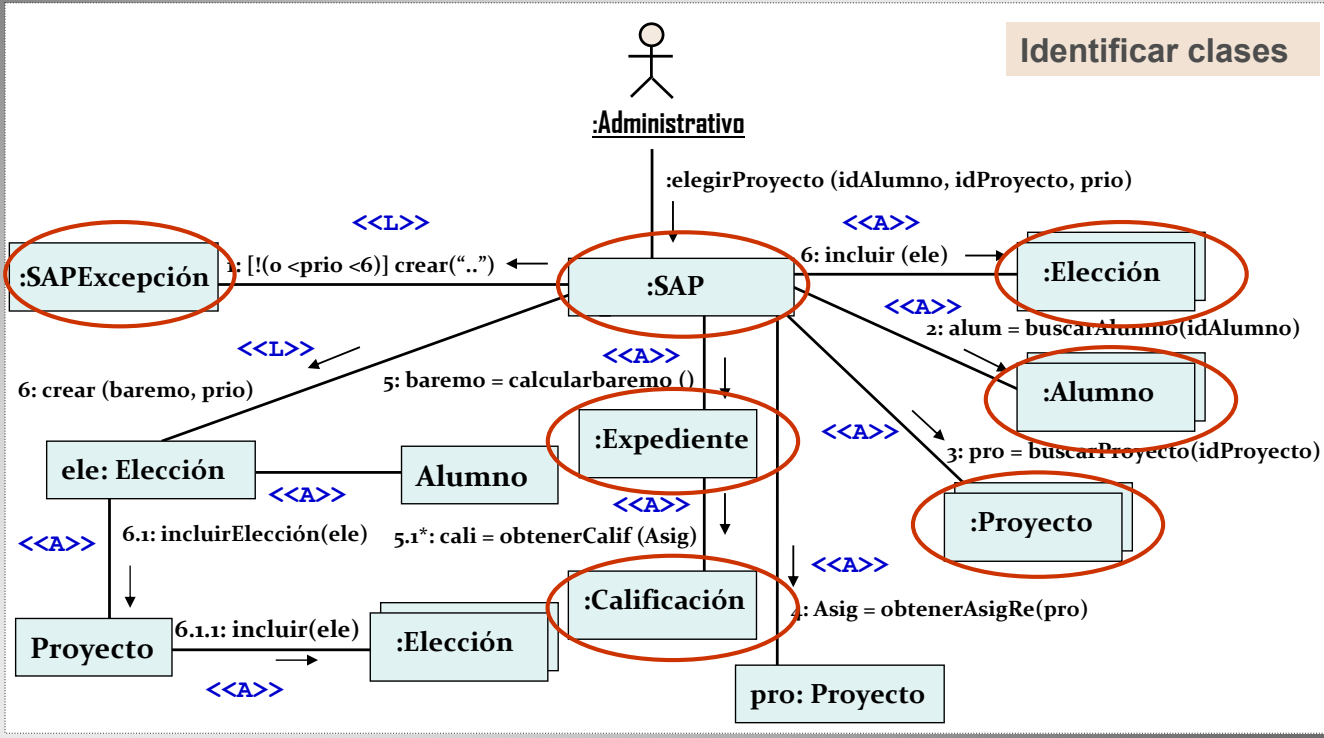 Identificar clases
:Administrativo
:elegirProyecto (idAlumno, idProyecto, prio)
<<L>>
<<A>>
:SAPExcepción
1: [!(0 <prio <6)] crear("..")
:SAP
6: incluir (ele)
:Elección
<<A>>
2: alum = buscarAlumno(idAlumno)
<<L>>
<<A>>
6: crear (baremo, prio)
5: baremo = calcularbaremo ()
:Alumno
:Expediente
<<A>>
3: pro = buscarProyecto(idProyecto)
ele: Elección
<<A>>
Alumno
<<A>>
:Proyecto
<<A>>
6.1: incluirElección(ele)
5.1*: cali = obtenerCalif (Asig)
<<A>>
:Calificación
4: Asig = obtenerAsigRe(pro)
Proyecto
6.1.1: incluir(ele)
:Elección
<<A>>
pro: Proyecto